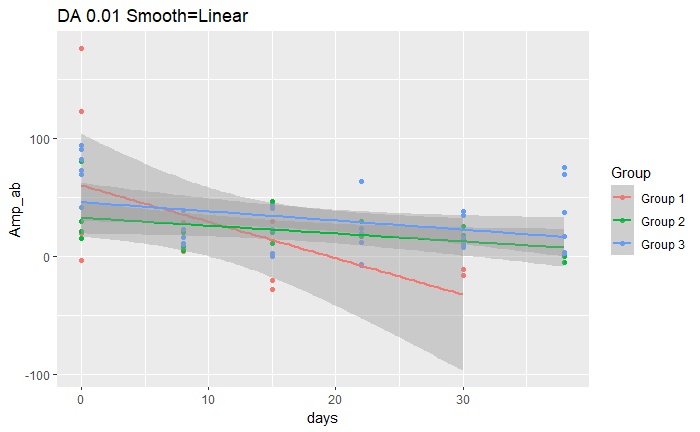 DA 0.01 Smooth=Linear
Amp_ab
100
0
-100
0
10
20
30
days
Group
Group 1
Group 2
Group 3